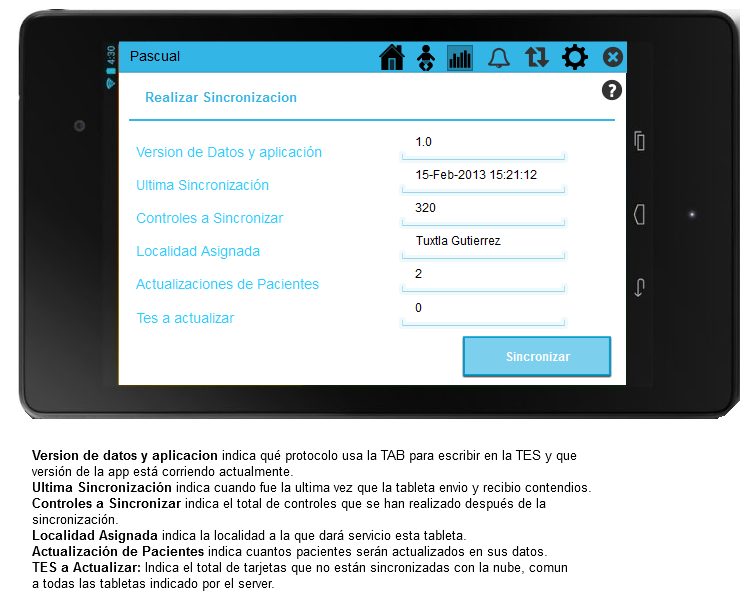 4:30
Pascual
Realizar Sincronizacion
?
Version de Datos y aplicación 1.0
Ultima Sincronización 15-Feb-2013 15:21:12
Controles a Sincronizar 320
Localidad Asignada Tuxtla Gutierrez
Actualizaciones de Pacientes 2
Tes a actualizar 0
Sincronizar
Version de datos y aplicacion indica qué protocolo usa la TAB para escribir en la TES y que
versión de la app está corriendo actualmente.
Ultima Sincronización indica cuando fue la ultima vez que la tableta envio y recibio contendios.
Controles a Sincronizar indica el total de controles que se han realizado después de la
sincronización.
Localidad Asignada indica la localidad a la que dará servicio esta tableta.
Actualización de Pacientes indica cuantos pacientes serán actualizados en sus datos.
TES a Actualizar: Indica el total de tarjetas que no están sincronizadas con la nube, comun
a todas las tabletas indicado por el server.